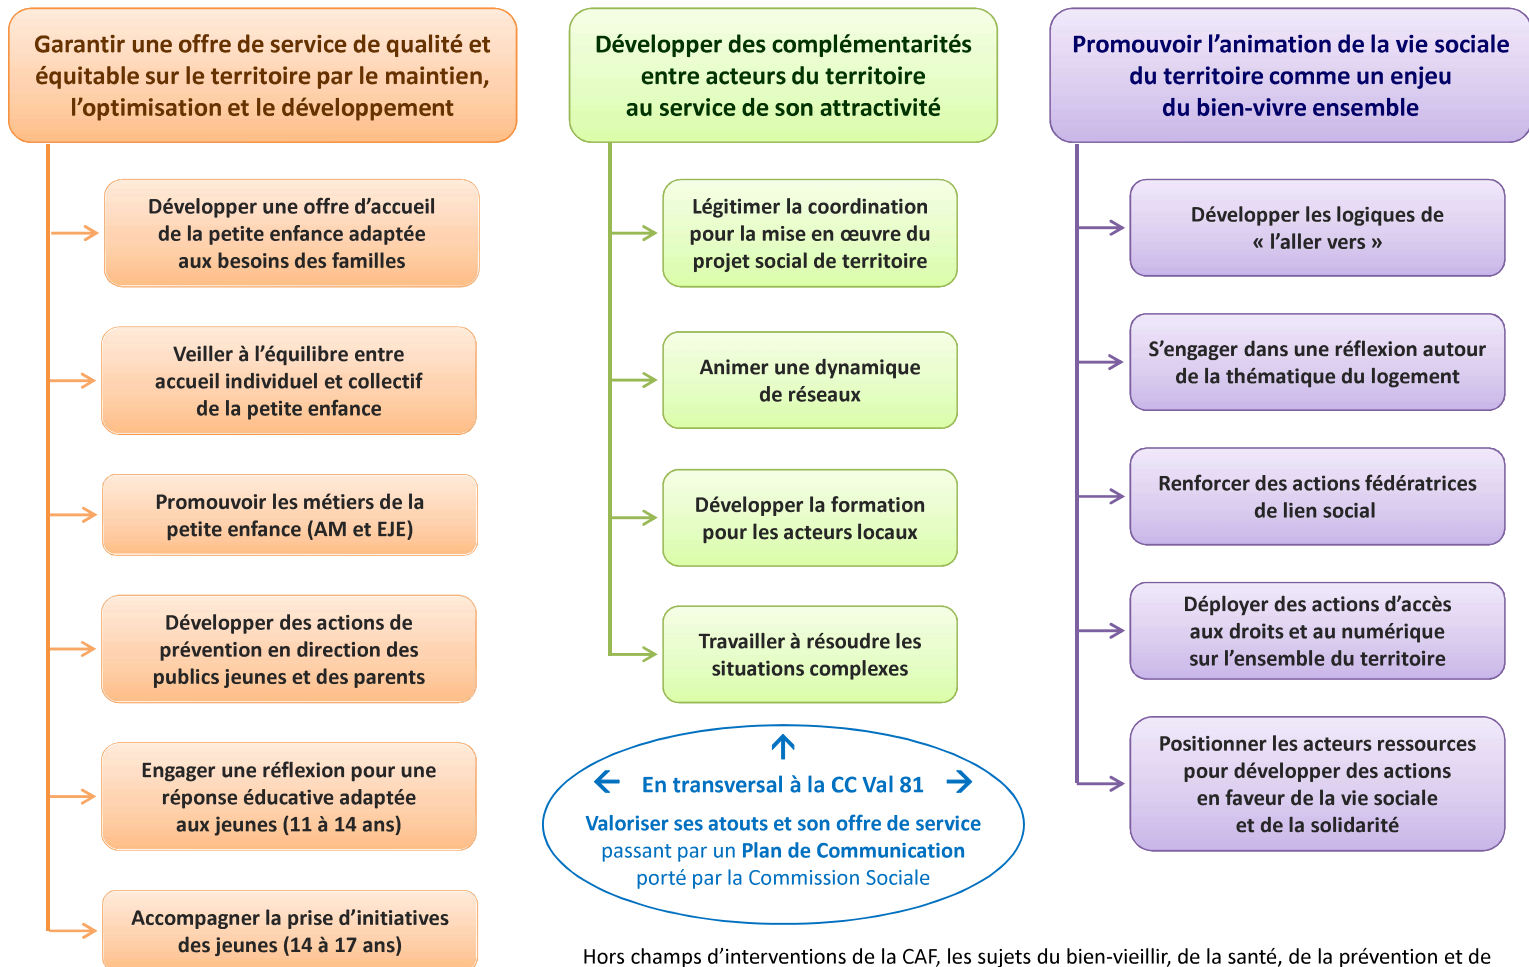 Garantir une offre de service de qualité et
équitable sur le territoire par le maintien,
l’optimisation et le développement
Développer une offre d’accueil
de la petite enfance adaptée
aux besoins des familles
Veiller à l’équilibre entre
accueil individuel et collectif
de la petite enfance
Promouvoir les métiers de la
petite enfance (AM et EJE)
Développer des actions de
prévention en direction des
publics jeunes et des parents
Engager une réflexion pour une
réponse éducative adaptée
aux jeunes (11 à 14 ans)
Accompagner la prise d’initiatives
des jeunes (14 à 17 ans)
Développer des complémentarités
entre acteurs du territoire
au service de son attractivité
Légitimer la coordination
pour la mise en œuvre du
projet social de territoire
Animer une dynamique
de réseaux
Développer la formation
pour les acteurs locaux
Travailler à résoudre les
situations complexes
En transversal à la CC Val 81
Valoriser ses atouts et son offre de service
passant par un Plan de Communication
porté par la Commission Sociale
Promouvoir l’animation de la vie sociale
du territoire comme un enjeu
du bien-vivre ensemble
Développer les logiques de
« l’aller vers »
S’engager dans une réflexion autour
de la thématique du logement
Renforcer des actions fédératrices
de lien social
Déployer des actions d’accès
aux droits et au numérique
sur l’ensemble du territoire
Positionner les acteurs ressources
pour développer des actions
en faveur de la vie sociale
et de la solidarité
Hors champs d’interventions de la CAF, les sujets du bien-vieillir, de la santé, de la prévention et de